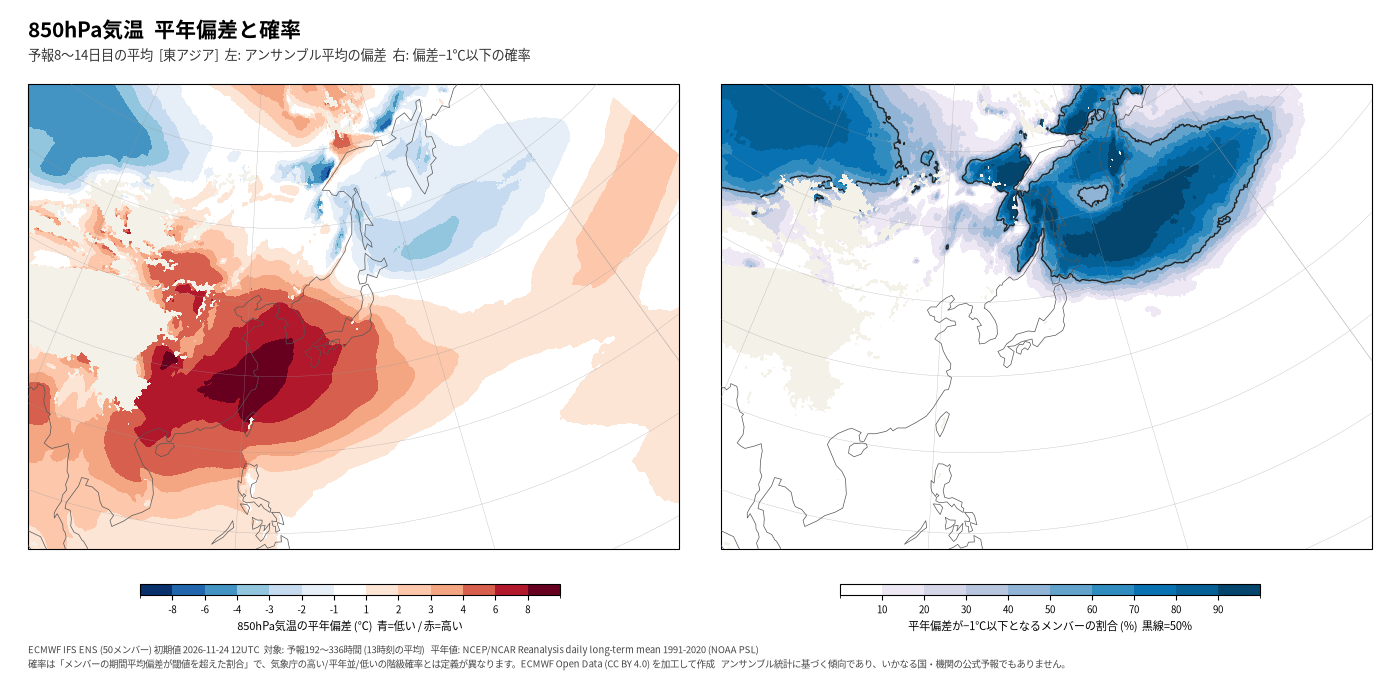 850hPa気温 平年偏差と確率
予報8〜14日目の平均 [東アジア] 左: アンサンブル平均の偏差 右: 偏差−1℃以下の確率
-8 -6 -4 -3 -2 -1 1 2 3 4 6 8
850hPa気温の平年偏差 (℃) 青=低い / 赤=高い
10 20 30 40 50 60 70 80 90
平年偏差が−1℃以下となるメンバーの割合 (%) 黒線=50%
ECMWF IFS ENS (50メンバー) 初期値 2026-11-24 12UTC 対象: 予報192〜336時間 (13時刻の平均) 平年値: NCEP/NCAR Reanalysis daily long-term mean 1991-2020 (NOAA PSL)
確率は「メンバーの期間平均偏差が閾値を超えた割合」で、気象庁の高い/平年並/低いの階級確率とは定義が異なります。ECMWF Open Data (CC BY 4.0) を加工して作成 アンサンブル統計に基づく傾向であり、いかなる国・機関の公式予報でもありません。